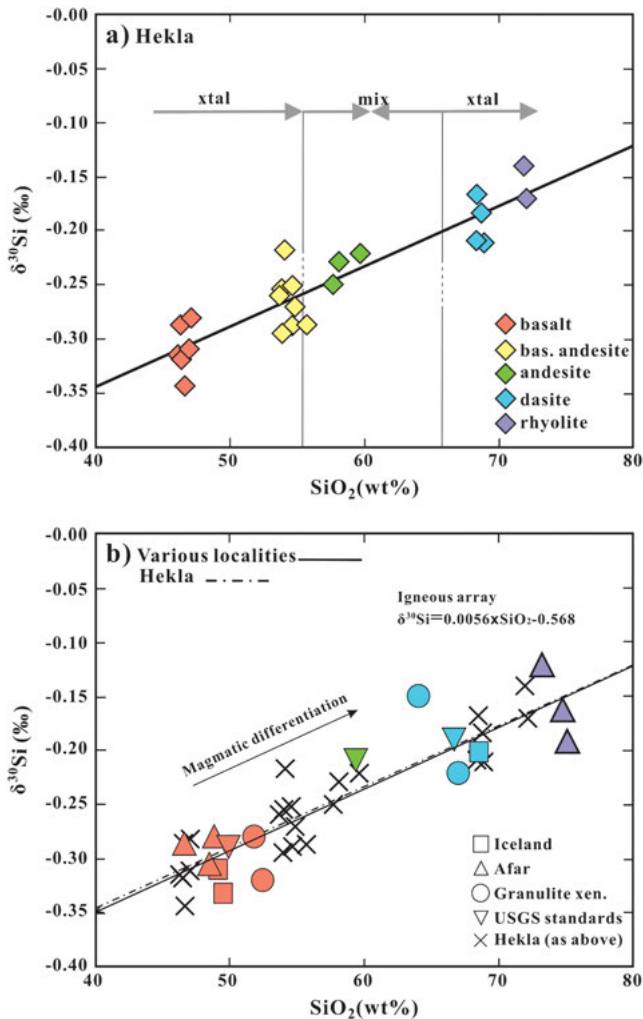 -0.00
a) Hekla
-0.05
xtal mix xtal
-0.10
-0.15
-0.20
δ³⁰Si (‰)
-0.25
-0.30
basalt
bas. andesite
-0.35
andesite
dasite
rhyolite
-0.40
40 50 60 70 80
SiO₂(wt%)
-0.00
b) Various localities
Hekla
Igneous array
-0.05
δ³⁰Si=0.0056xSiO₂-0.568
-0.10
Magmatic differentiation
-0.15
-0.20
δ³⁰Si (‰)
-0.25
-0.30
Iceland
Afar
Granulite xen.
-0.35
USGS standards
Hekla (as above)
-0.40
40 50 60 70 80
SiO₂(wt%)